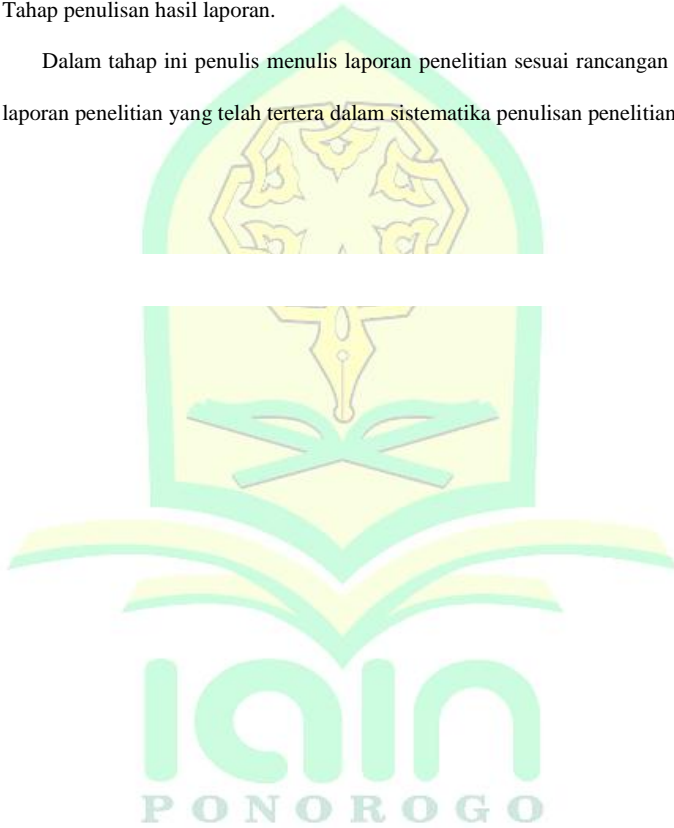 Tahap penulisan hasil laporan.
Dalam tahap ini penulis menulis laporan penelitian sesuai rancangan
laporan penelitian yang telah tertera dalam sistematika penulisan penelitian
iain
PONOROGO